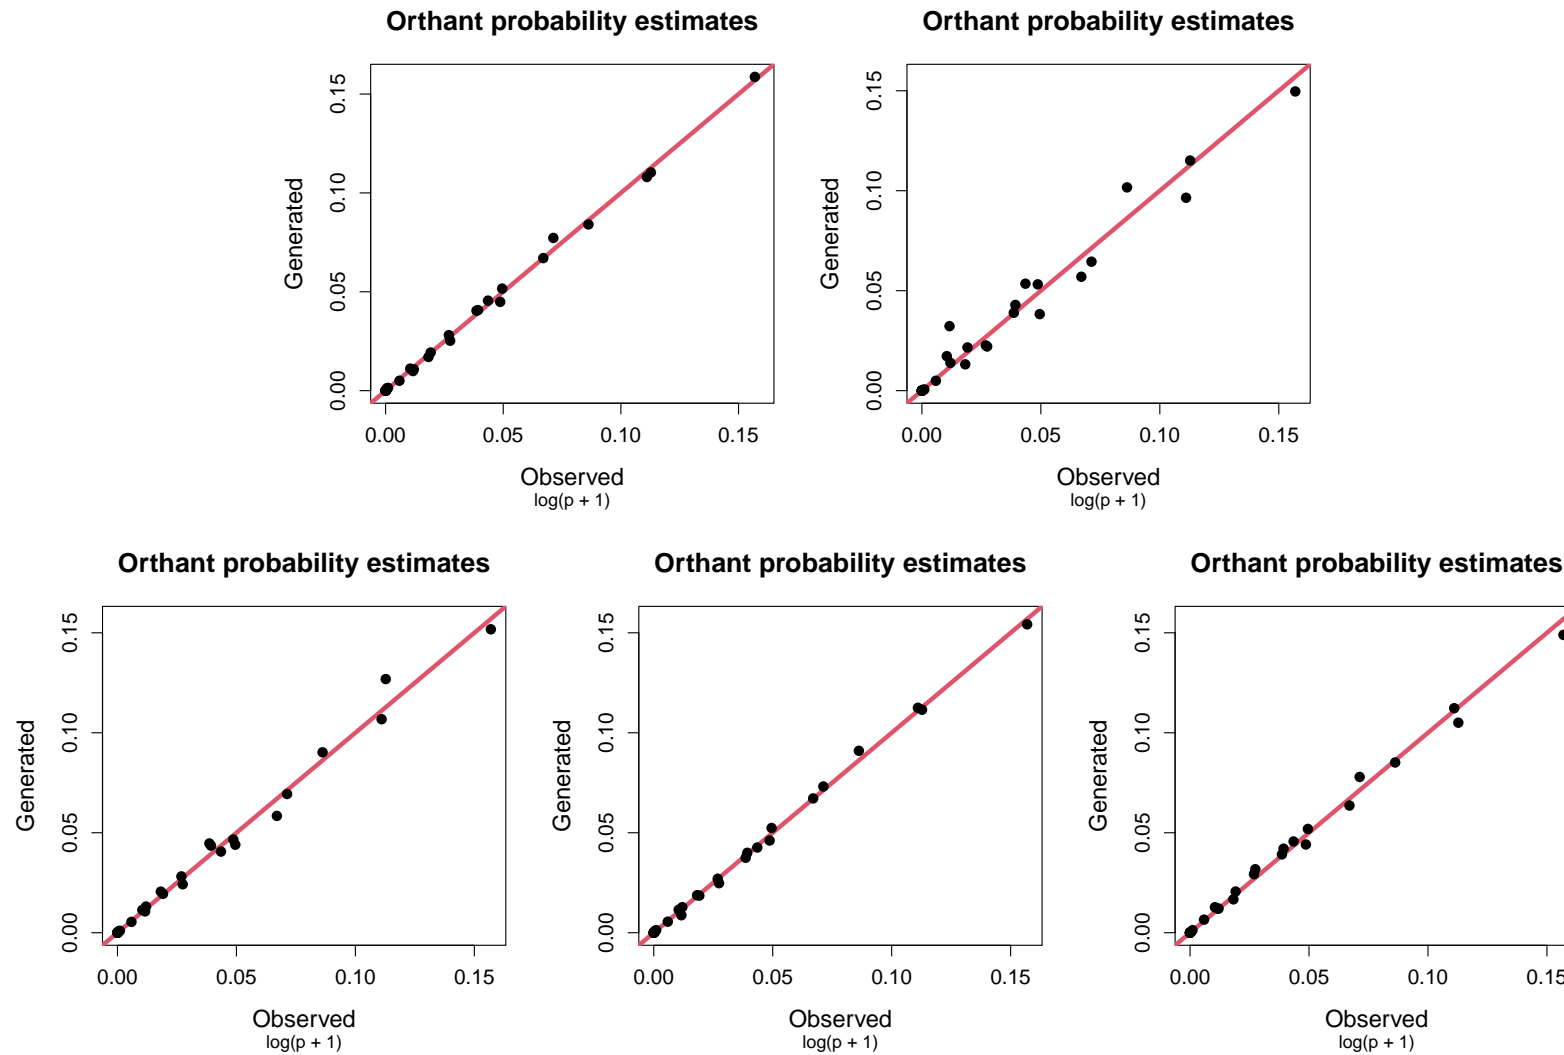 Orthant probability estimates
Generated
0.00 0.05 0.10 0.15
0.00 0.05 0.10 0.15
Observed
log(p + 1)
Orthant probability estimates
Generated
0.00 0.05 0.10 0.15
0.00 0.05 0.10 0.15
Observed
log(p + 1)
Orthant probability estimates
Generated
0.00 0.05 0.10 0.15
0.00 0.05 0.10 0.15
Observed
log(p + 1)
Orthant probability estimates
Generated
0.00 0.05 0.10 0.15
0.00 0.05 0.10 0.15
Observed
log(p + 1)
Orthant probability estimates
Generated
0.00 0.05 0.10 0.15
0.00 0.05 0.10 0.15
Observed
log(p + 1)